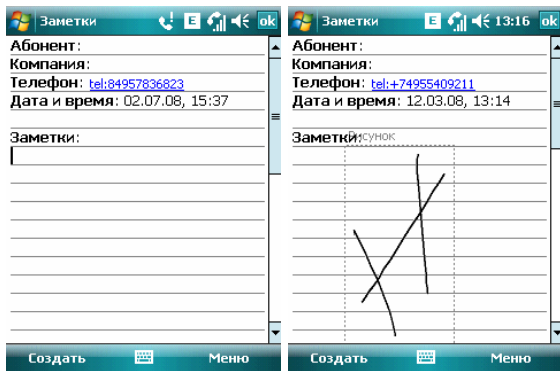 Заметки
E
ok
Абонент:
Компания:
Телефон: tel:84957836823
Дата и время: 02.07.08, 15:37
Заметки:
Создать
Меню
Заметки
E
13:16
ok
Абонент:
Компания:
Телефон: tel:+74955409211
Дата и время: 12.03.08, 13:14
Заметки:
Рисунок
Создать
Меню